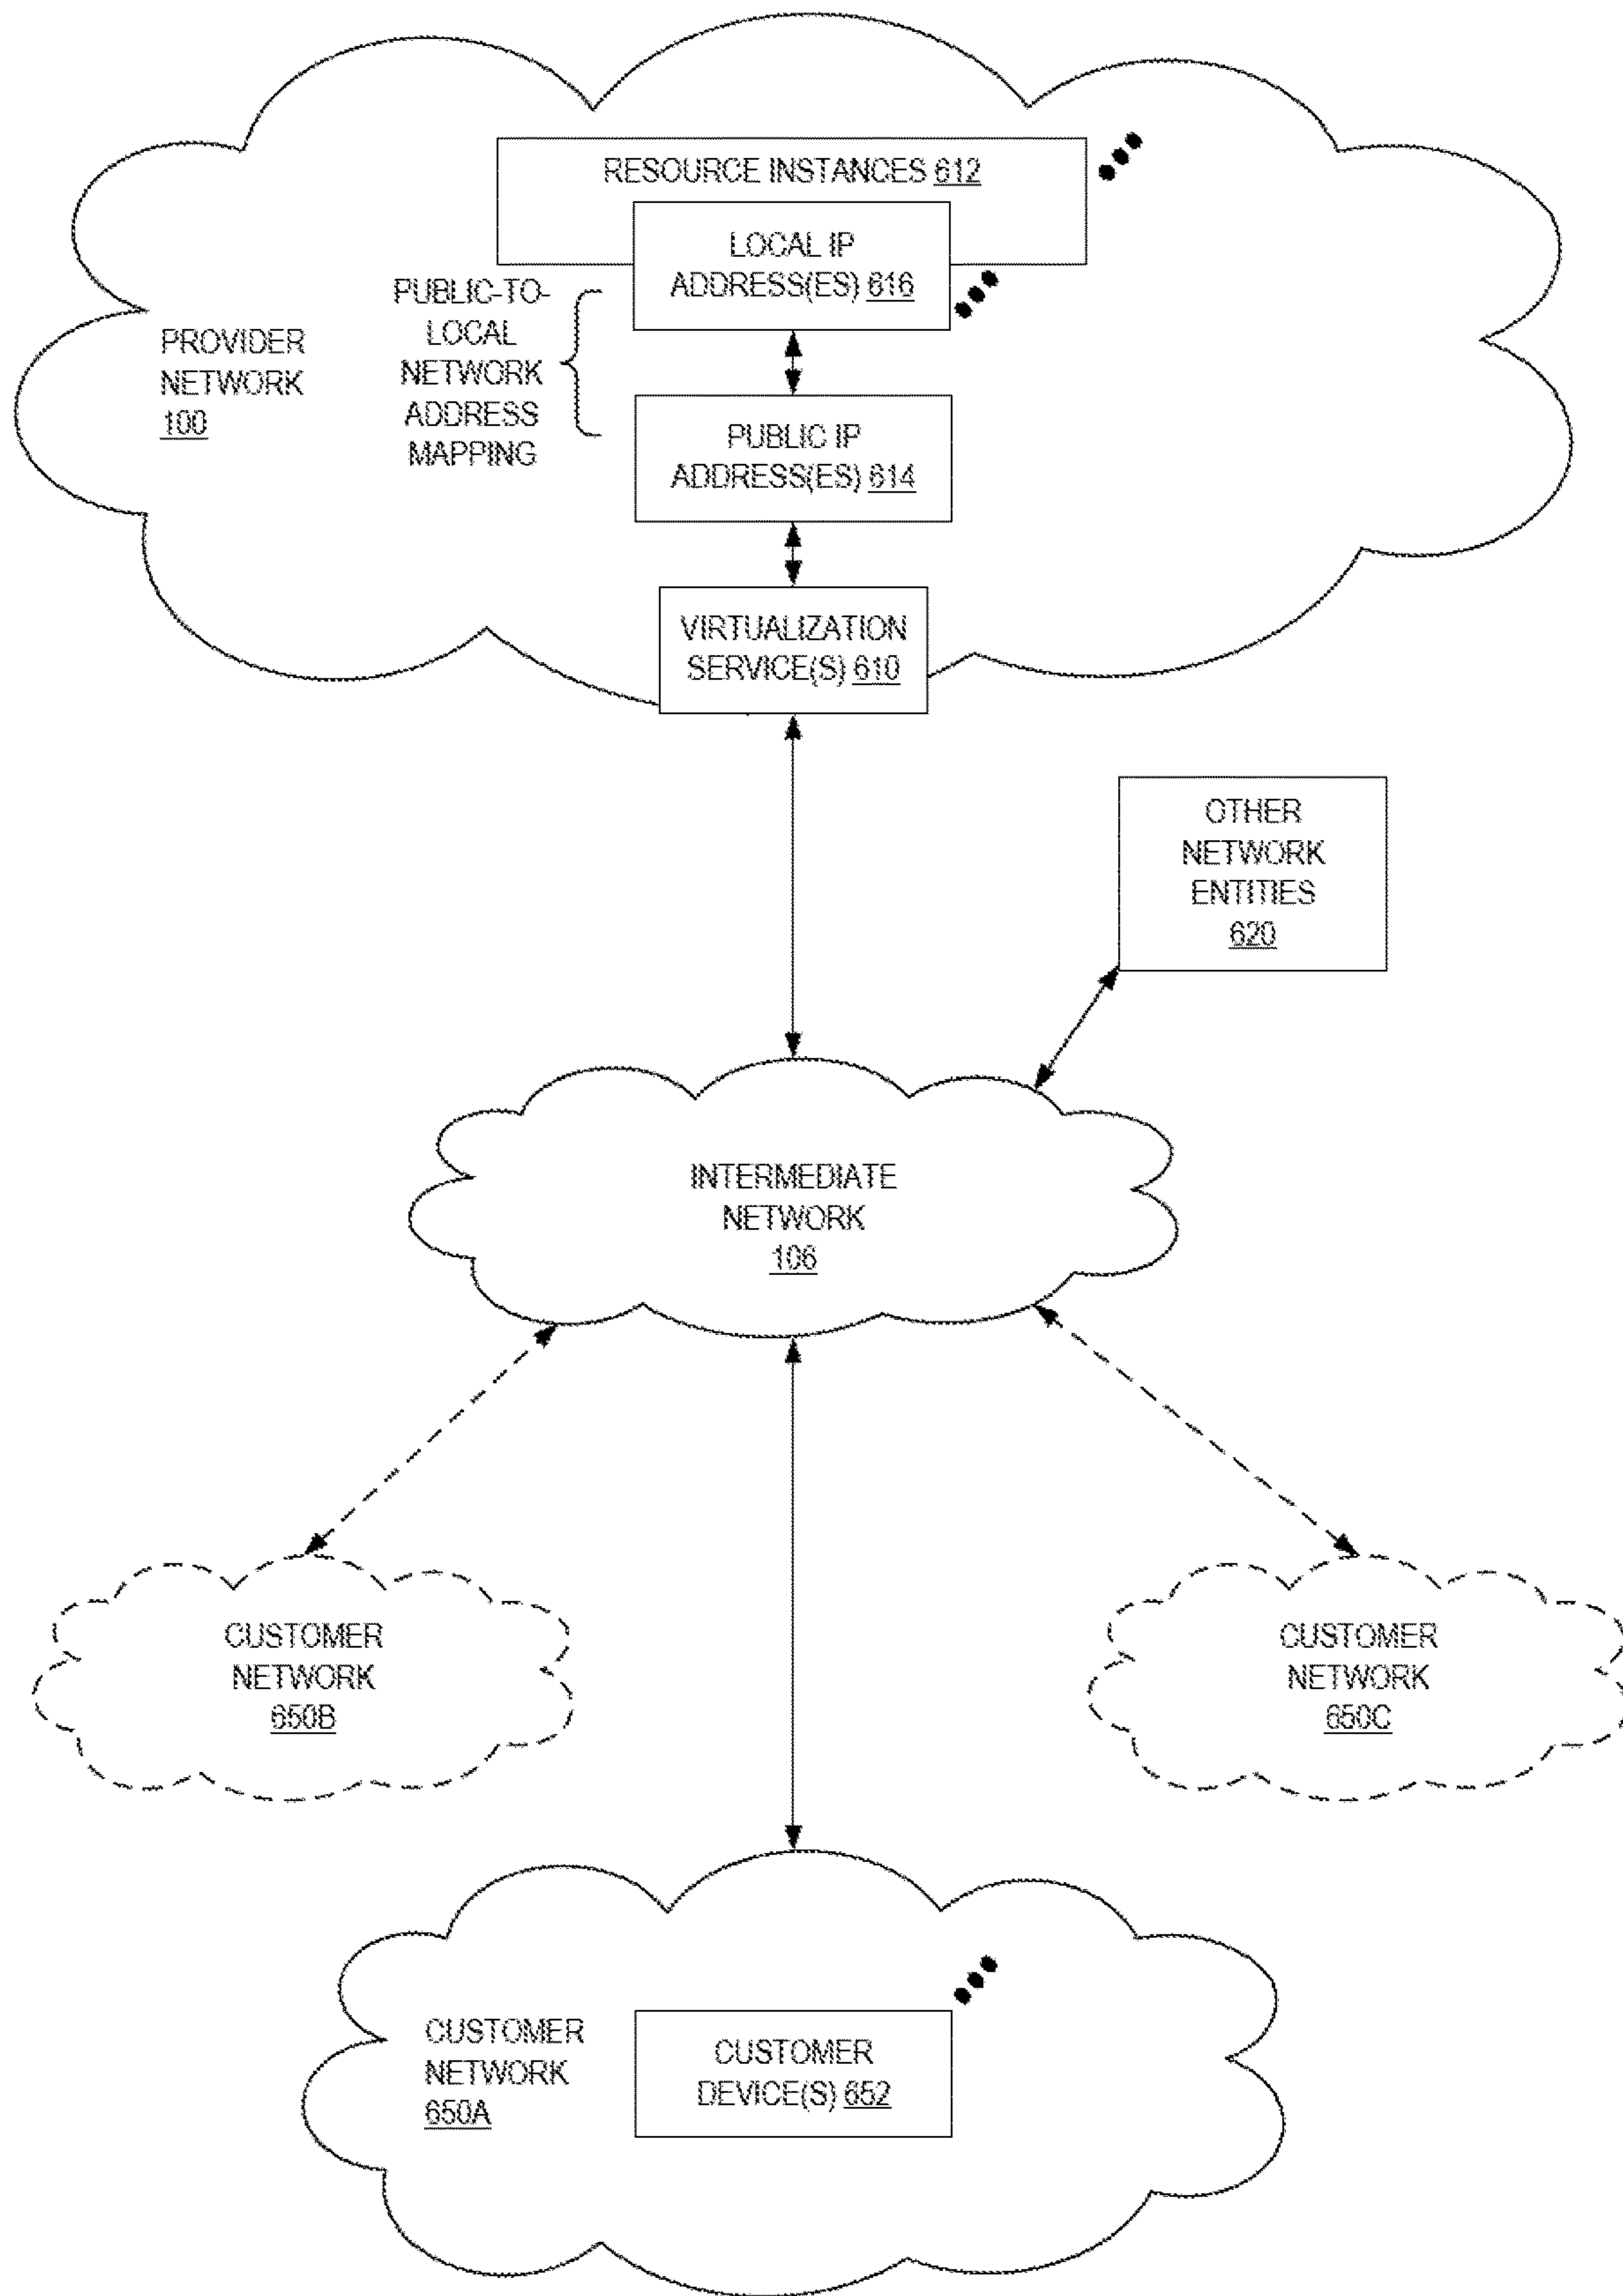 RESOURCE INSTANCES 612
LOCAL IP
ADDRESS(ES) 616
PUBLIC-TO-
LOCAL
NETWORK
ADDRESS
MAPPING
PROVIDER
NETWORK
100
PUBLIC IP
ADDRESS(ES) 614
VIRTUALIZATION
SERVICE(S) 610
OTHER
NETWORK
ENTITIES
620
INTERMEDIATE
NETWORK
106
CUSTOMER
NETWORK
650B
CUSTOMER
NETWORK
650C
CUSTOMER
NETWORK
650A
CUSTOMER
DEVICE(S) 652